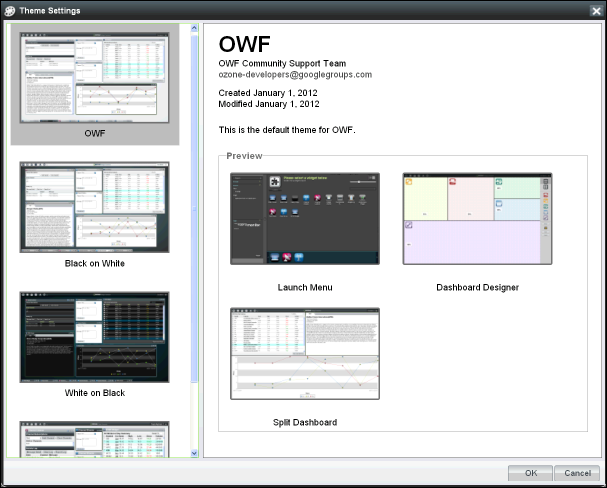 Theme Settings
OWF
Black on White
White on Black
OWF
OWF Community Support Team
ozone-developers@googlegroups.com
Created January 1, 2012
Modified January 1, 2012
This is the default theme for OWF.
Preview
Launch Menu
Dashboard Designer
Split Dashboard
OK
Cancel